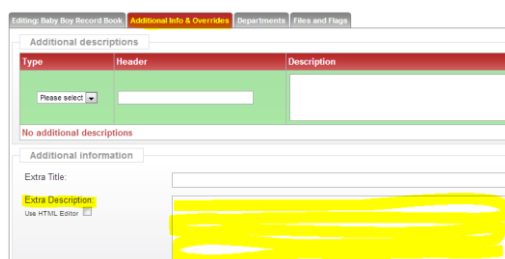 Editing: Baby Boy Record Book Additional Info & Overrides Departments Files and Flags
Additional descriptions
Type Header Description
Please select
No additional descriptions
Additional information
Extra Title:
Extra Description:
Use HTML Editor